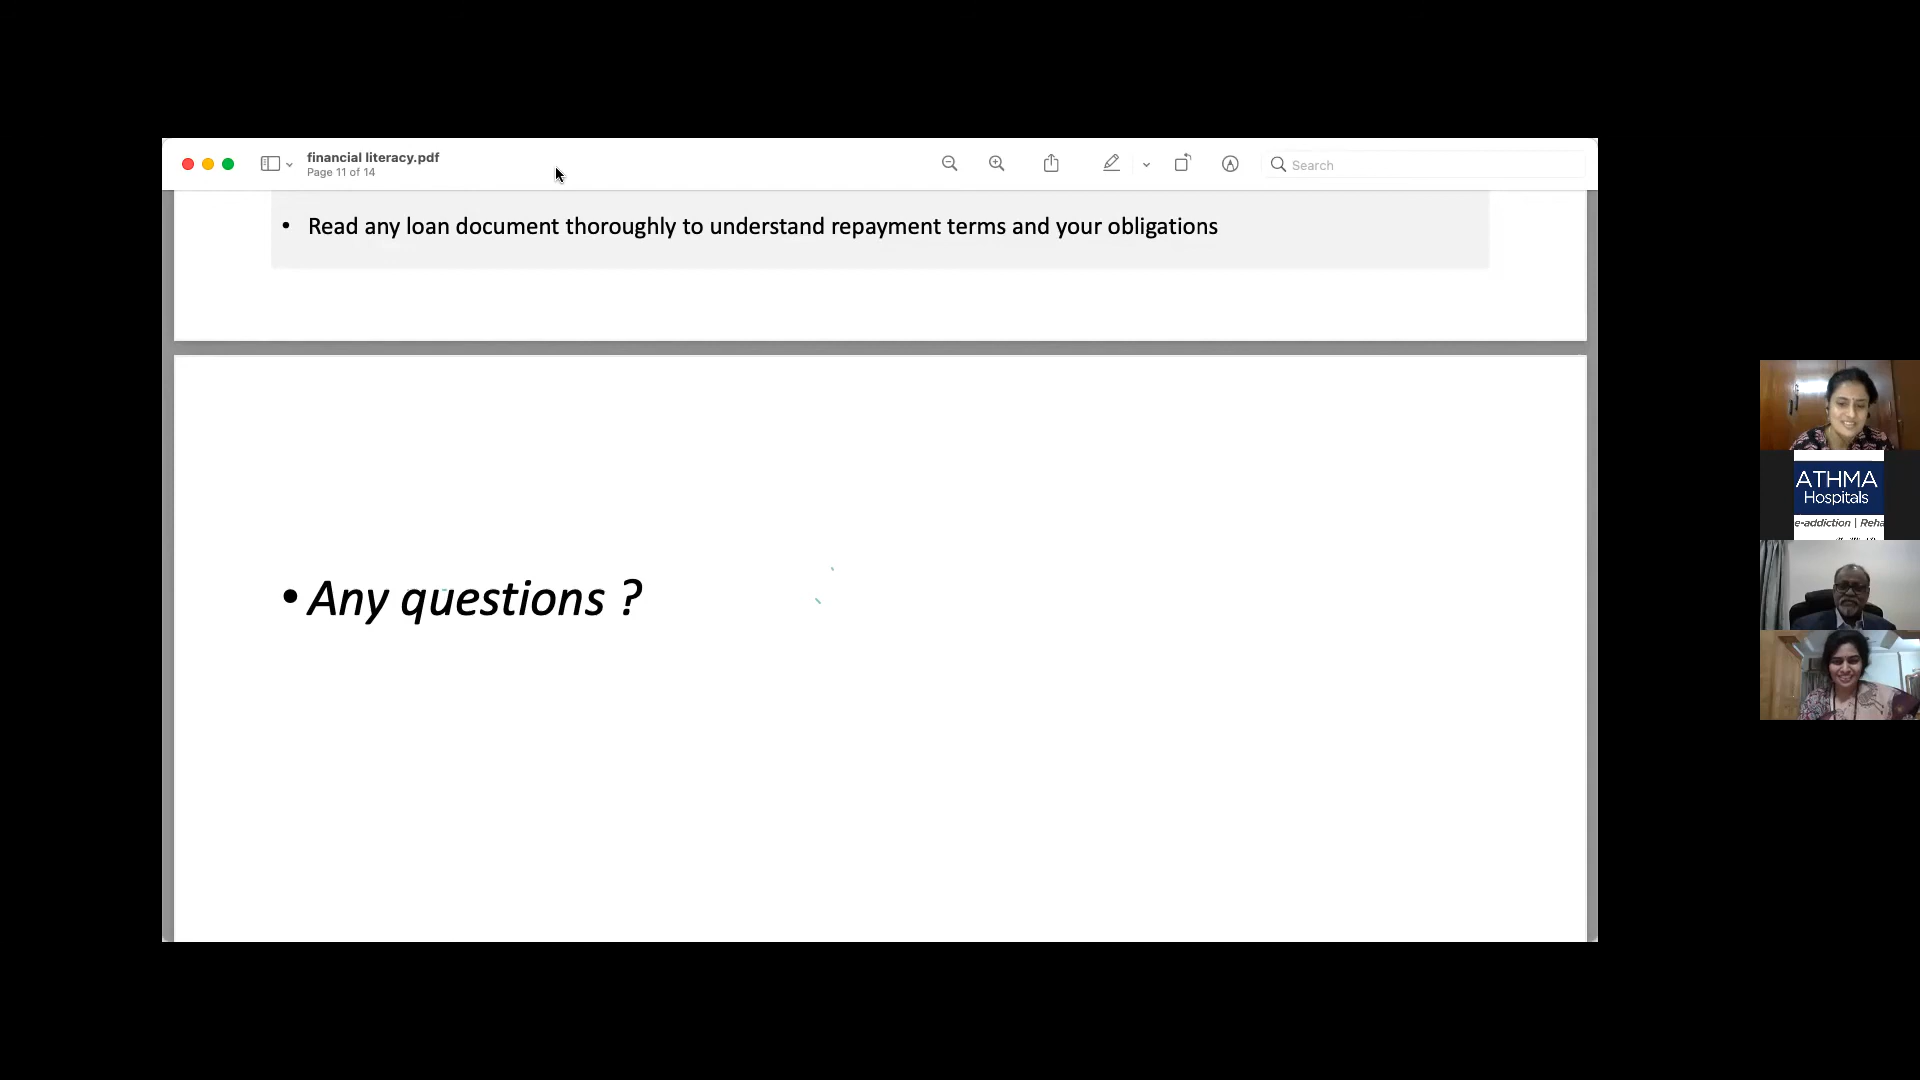 financial literacy.pdf
Page 11 of 14
Search
• Read any loan document thoroughly to understand repayment terms and your obligations
• Any questions ?
ATHMA
Hospitals
e-addiction | Reha